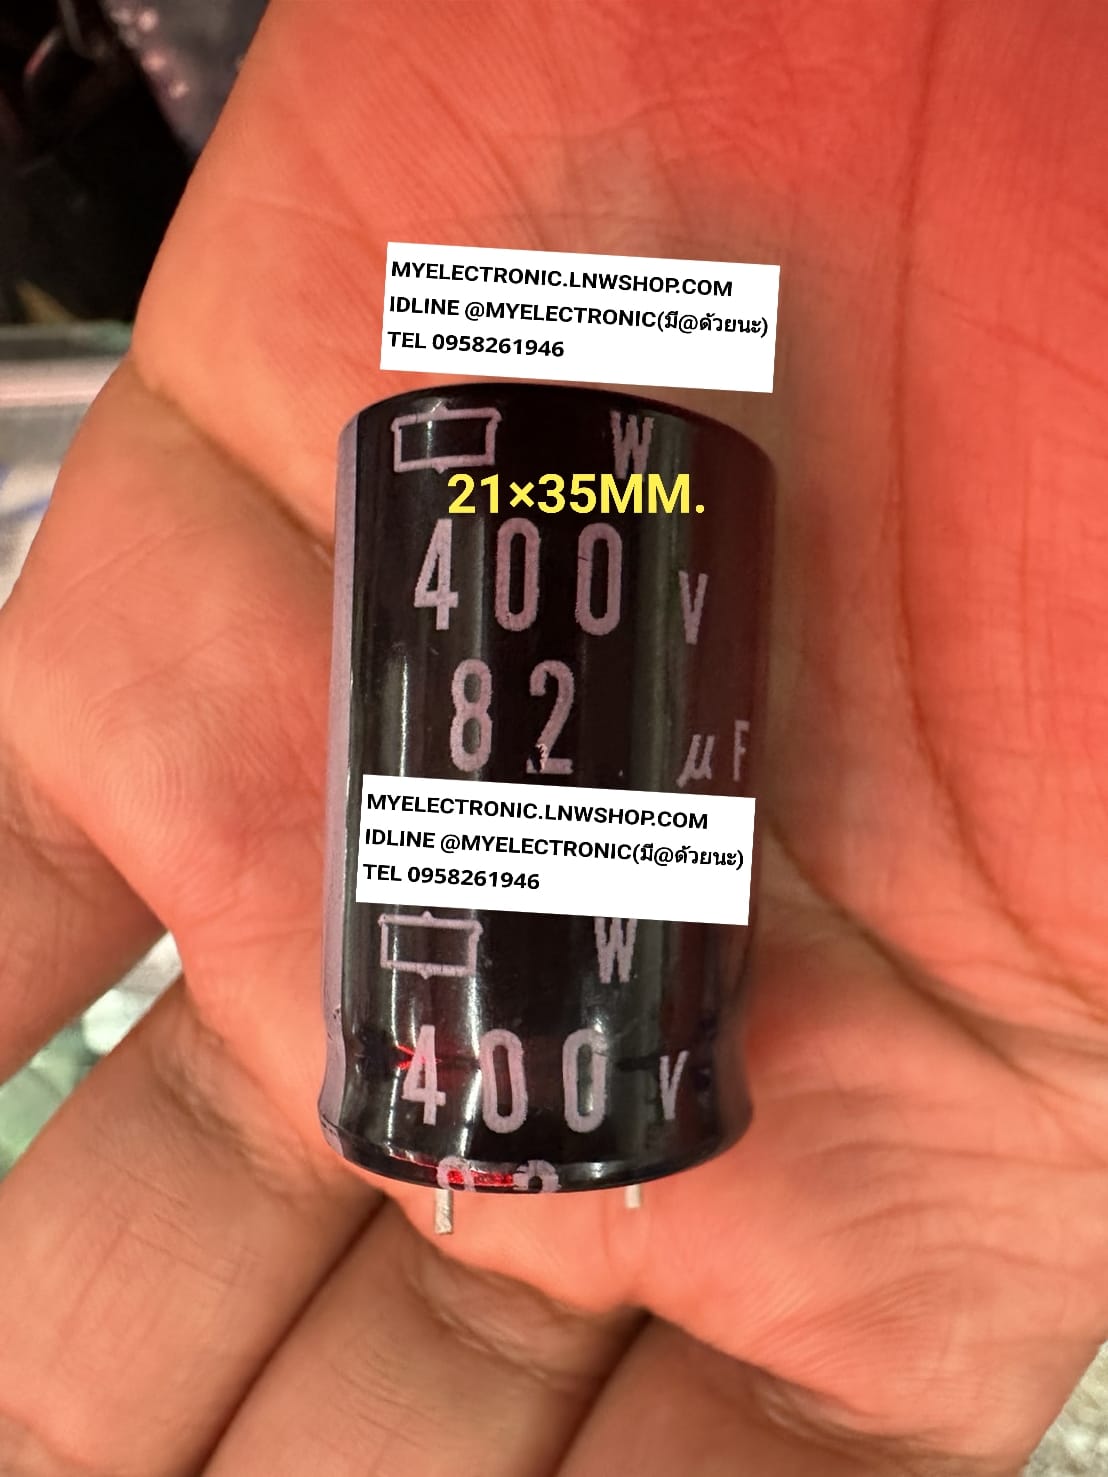 MYELECTRONIC.LNWSHOP.COM
IDLINE @MYELECTRONIC(มี@ด้วยนะ)
TEL 0958261946
W
21×35MM.
400 V
82 μF
MYELECTRONIC.LNWSHOP.COM
IDLINE @MYELECTRONIC(มี@ด้วยนะ)
TEL 0958261946
W
400 V